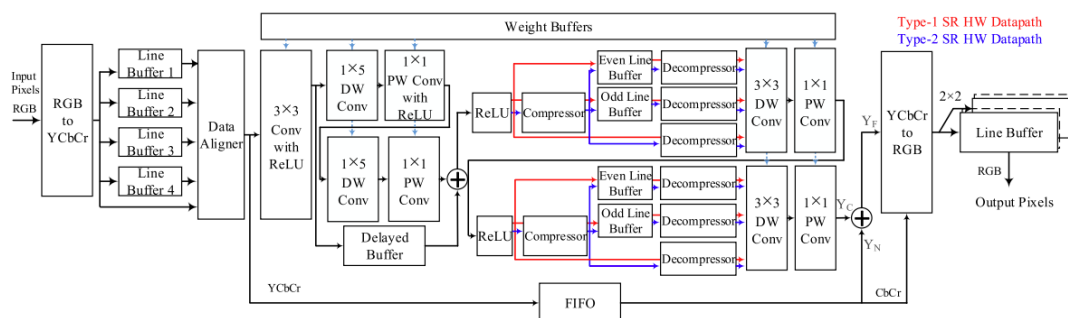 Weight Buffers
Type-1 SR HW Datapath
Type-2 SR HW Datapath
Input
Pixels
RGB
RGB
to
YCbCr
Line
Buffer 1
Line
Buffer 2
Line
Buffer 3
Line
Buffer 4
Data
Aligner
3×3
Conv
with
ReLU
1×5
DW
Conv
1×1
PW Conv
with
ReLU
1×5
DW
Conv
1×1
PW
Conv
Delayed
Buffer
ReLU
Compressor
Even Line
Buffer
Odd Line
Buffer
Decompressor
Decompressor
Decompressor
3×3
DW
Conv
1×1
PW
Conv
ReLU
Compressor
Even Line
Buffer
Odd Line
Buffer
Decompressor
Decompressor
Decompressor
3×3
DW
Conv
1×1
PW
Conv
Y_F
Y_C
Y_N
YCbCr
to
RGB
2×2
Line Buffer
RGB
Output Pixels
YCbCr
FIFO
CbCr